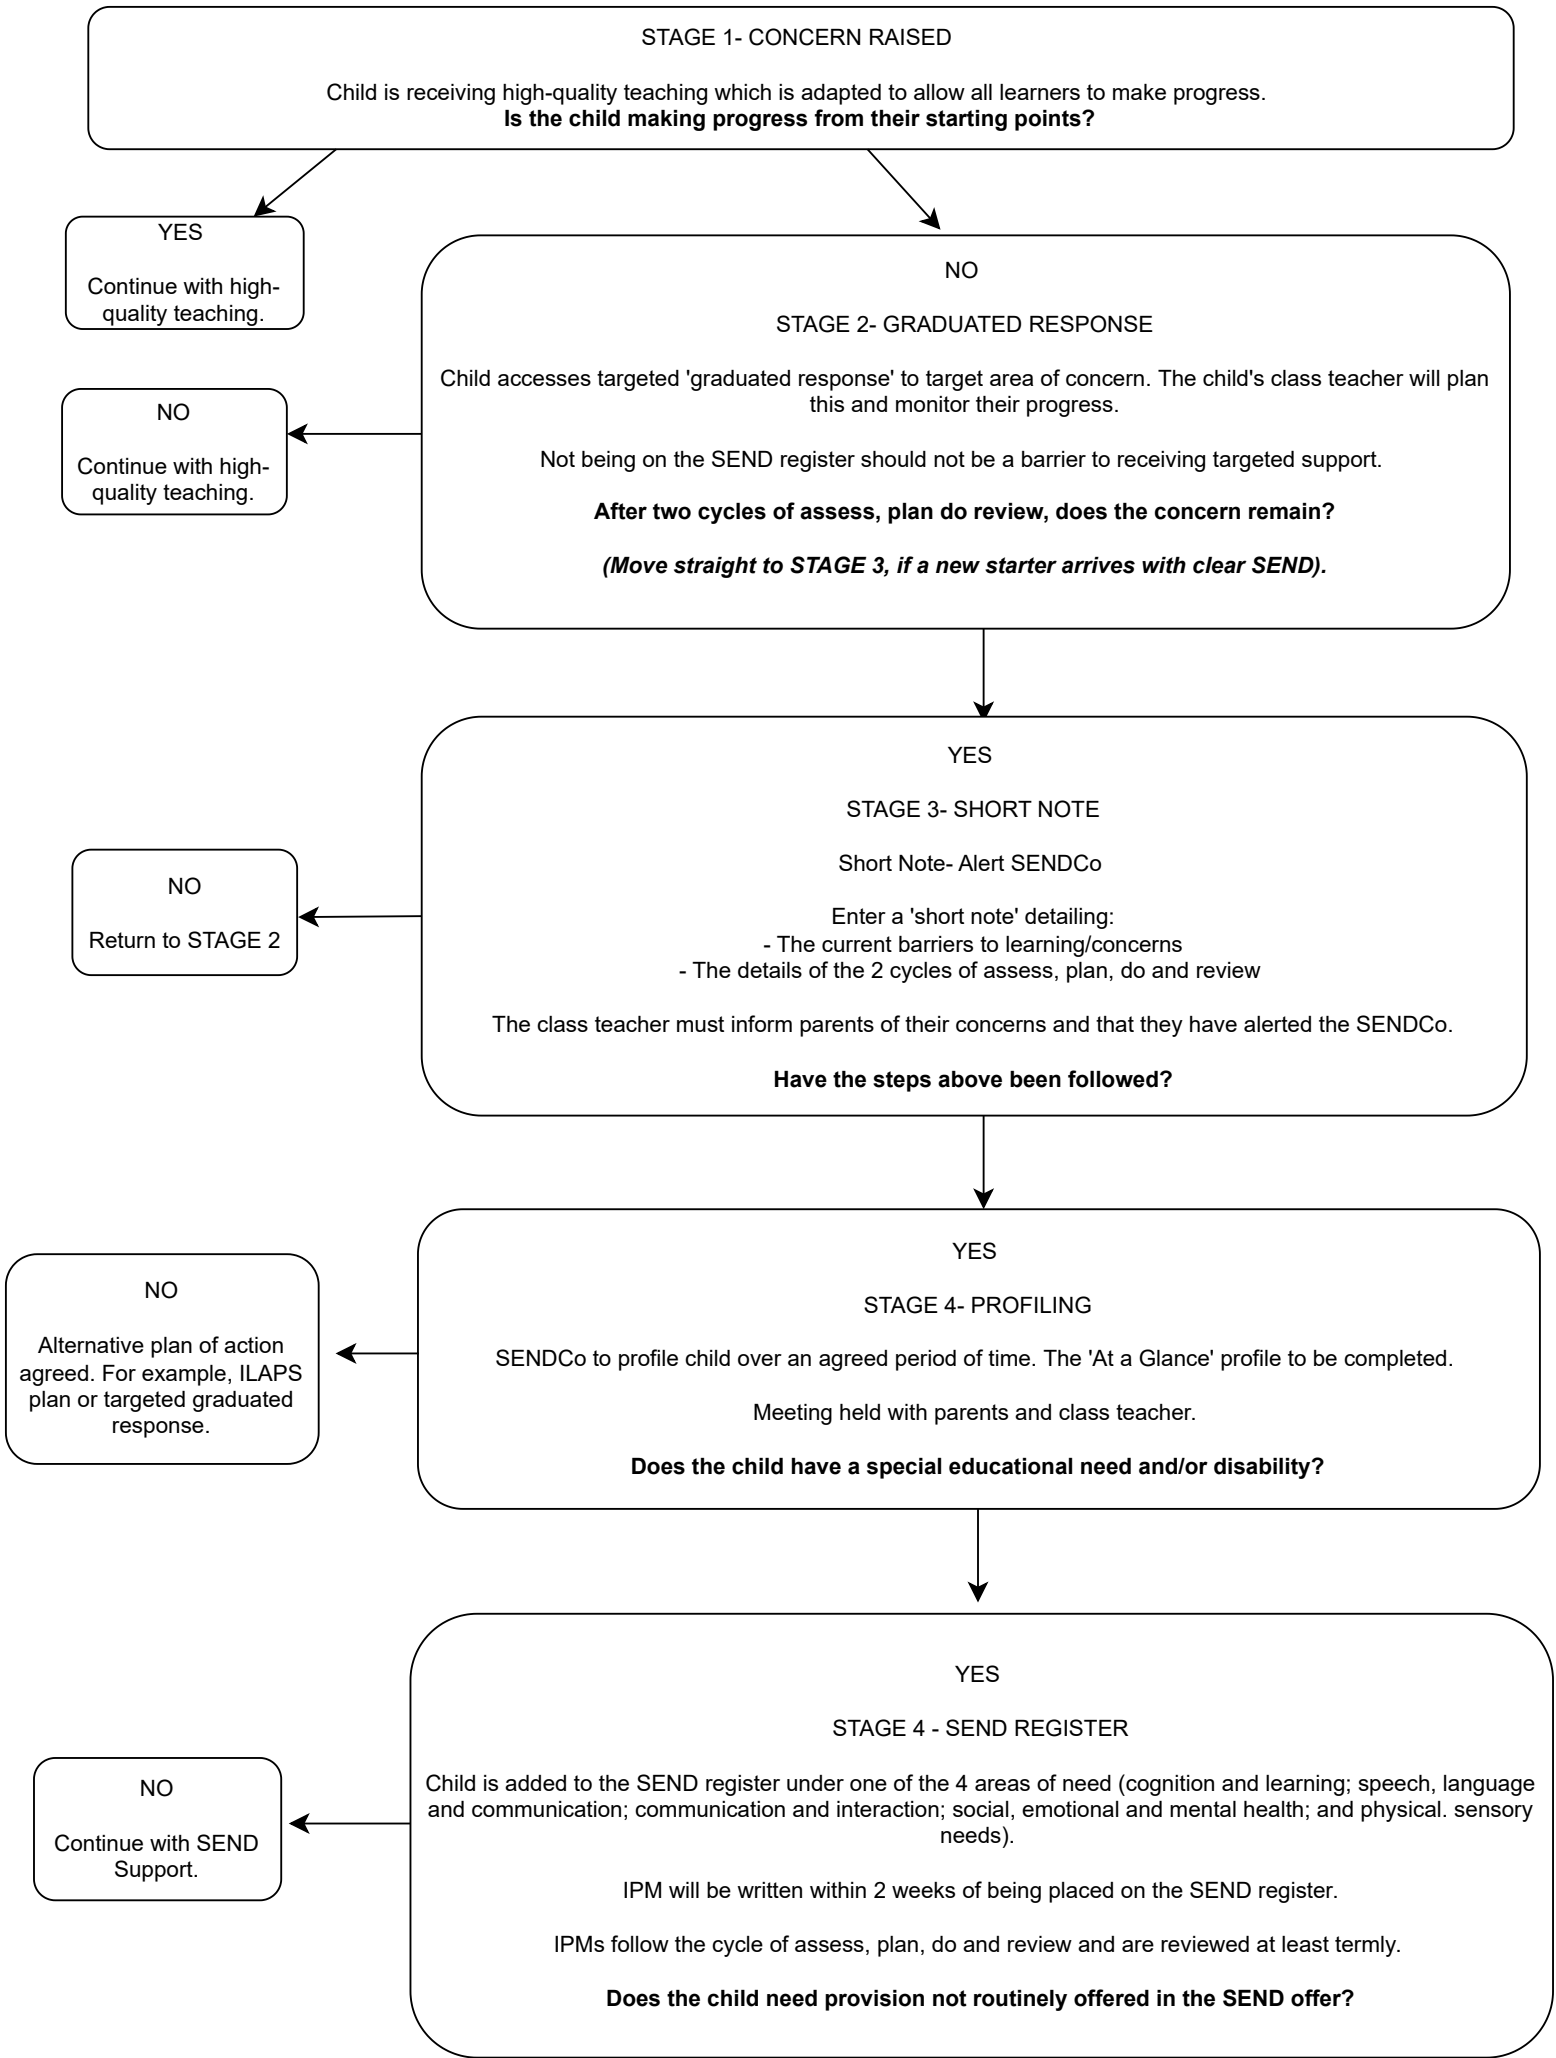 STAGE 1- CONCERN RAISED
Child is receiving high-quality teaching which is adapted to allow all learners to make progress.
Is the child making progress from their starting points?
YES
Continue with high-
quality teaching.
NO
STAGE 2- GRADUATED RESPONSE
Child accesses targeted 'graduated response' to target area of concern. The child's class teacher will plan
this and monitor their progress.
Not being on the SEND register should not be a barrier to receiving targeted support.
After two cycles of assess, plan do review, does the concern remain?
(Move straight to STAGE 3, if a new starter arrives with clear SEND).
NO
Continue with high-
quality teaching.
YES
STAGE 3- SHORT NOTE
Short Note- Alert SENDCo
Enter a 'short note' detailing:
- The current barriers to learning/concerns
- The details of the 2 cycles of assess, plan, do and review
The class teacher must inform parents of their concerns and that they have alerted the SENDCo.
Have the steps above been followed?
NO
Return to STAGE 2
YES
STAGE 4- PROFILING
SENDCo to profile child over an agreed period of time. The 'At a Glance' profile to be completed.
Meeting held with parents and class teacher.
Does the child have a special educational need and/or disability?
NO
Alternative plan of action
agreed. For example, ILAPS
plan or targeted graduated
response.
YES
STAGE 4 - SEND REGISTER
Child is added to the SEND register under one of the 4 areas of need (cognition and learning; speech, language
and communication; communication and interaction; social, emotional and mental health; and physical. sensory
needs).
IPM will be written within 2 weeks of being placed on the SEND register.
IPMs follow the cycle of assess, plan, do and review and are reviewed at least termly.
Does the child need provision not routinely offered in the SEND offer?
NO
Continue with SEND
Support.